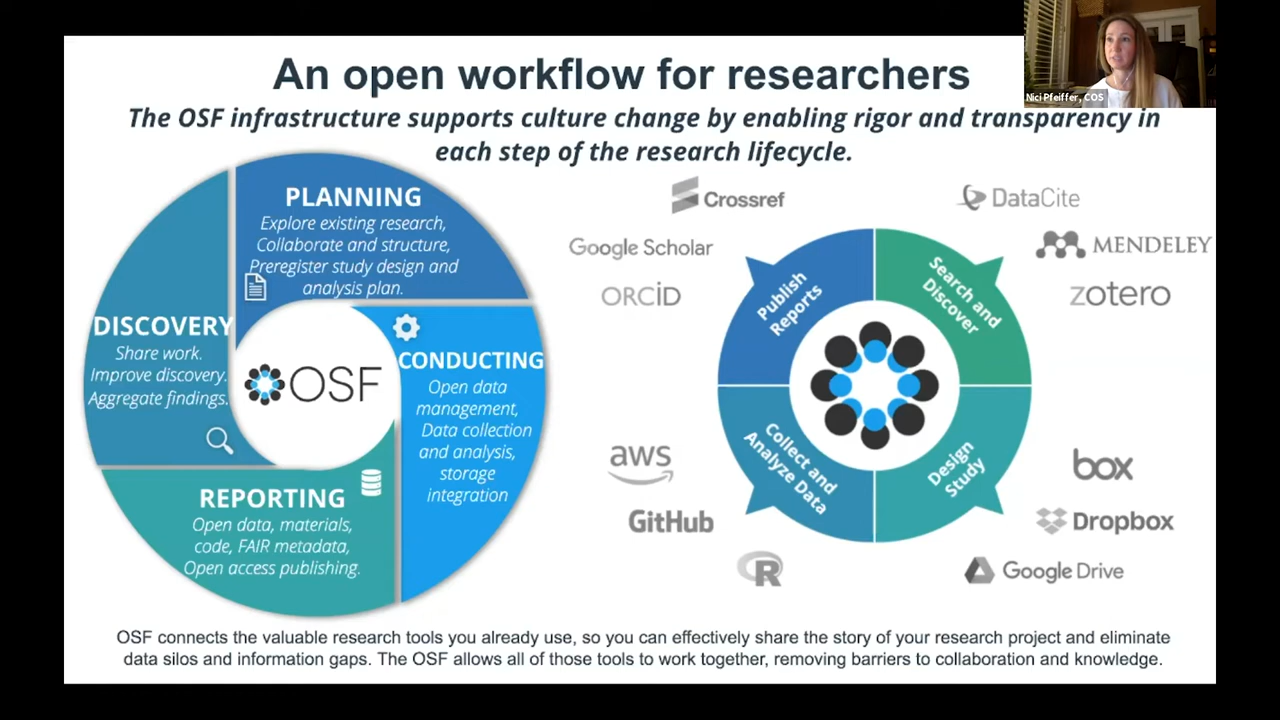 An open workflow for researchers
Nici Pfeiffer, COS
The OSF infrastructure supports culture change by enabling rigor and transparency in
each step of the research lifecycle.
PLANNING
Explore existing research,
Collaborate and structure,
Preregister study design and
analysis plan.
DISCOVERY
Share work.
Improve discovery.
Aggregate findings.
OSF
CONDUCTING
Open data
management,
Data collection
and analysis,
storage
integration
REPORTING
Open data, materials,
code, FAIR metadata,
Open access publishing.
Crossref
DataCite
Google Scholar
MENDELEY
ORCID
zotero
Publish
Reports
Search and
Discover
Collect and
Analyze Data
Design
Study
aws
box
GitHub
Dropbox
R
Google Drive
OSF connects the valuable research tools you already use, so you can effectively share the story of your research project and eliminate
data silos and information gaps. The OSF allows all of those tools to work together, removing barriers to collaboration and knowledge.